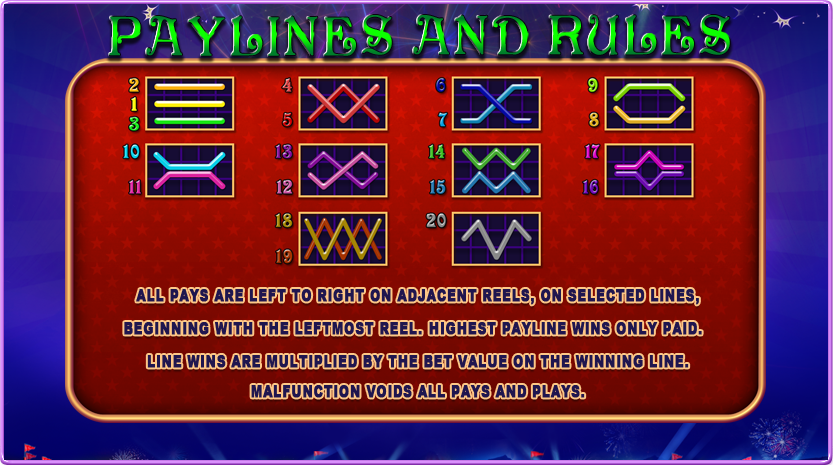 PAYLINES AND RULES
2 4 6 9
1
3 5 7 8
10 13 14 17
11 12 15 16
18 20
19
ALL PAYS ARE LEFT TO RIGHT ON ADJACENT REELS, ON SELECTED LINES,
BEGINNING WITH THE LEFTMOST REEL. HIGHEST PAYLINE WINS ONLY PAID.
LINE WINS ARE MULTIPLIED BY THE BET VALUE ON THE WINNING LINE.
MALFUNCTION VOIDS ALL PAYS AND PLAYS.